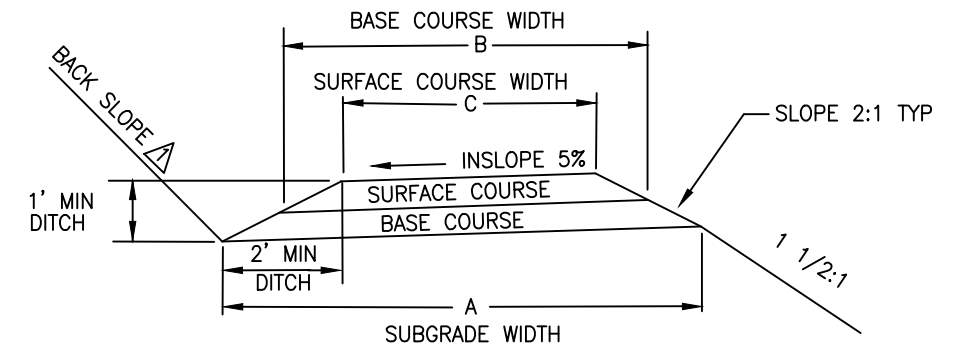 BASE COURSE WIDTH
B
SURFACE COURSE WIDTH
C
BACK SLOPE 1
SLOPE 2:1 TYP
INSLOPE 5%
SURFACE COURSE
1' MIN
DITCH
BASE COURSE
2' MIN
DITCH
1 1/2:1
A
SUBGRADE WIDTH